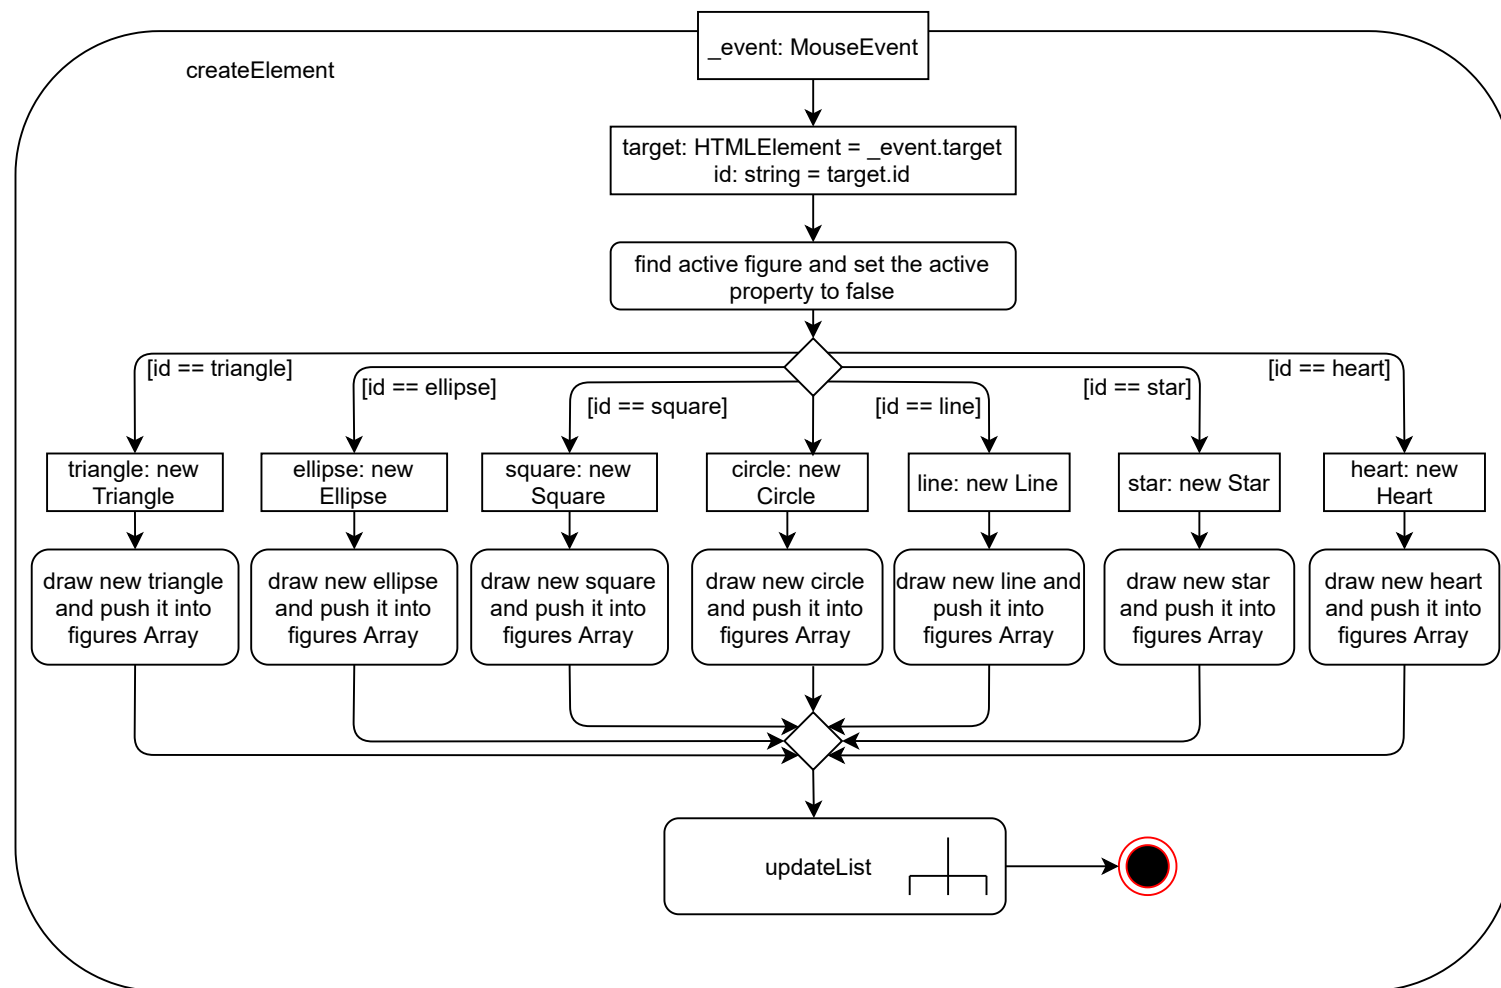 _event: MouseEvent
createElement
target: HTMLElement = _event.target
id: string = target.id
find active figure and set the active
property to false
[id == triangle]
[id == ellipse]
[id == square]
[id == line]
[id == star]
[id == heart]
triangle: new
Triangle
ellipse: new
Ellipse
square: new
Square
circle: new
Circle
line: new Line
star: new Star
heart: new
Heart
draw new triangle
and push it into
figures Array
draw new ellipse
and push it into
figures Array
draw new square
and push it into
figures Array
draw new circle
and push it into
figures Array
draw new line and
push it into
figures Array
draw new star
and push it into
figures Array
draw new heart
and push it into
figures Array
updateList